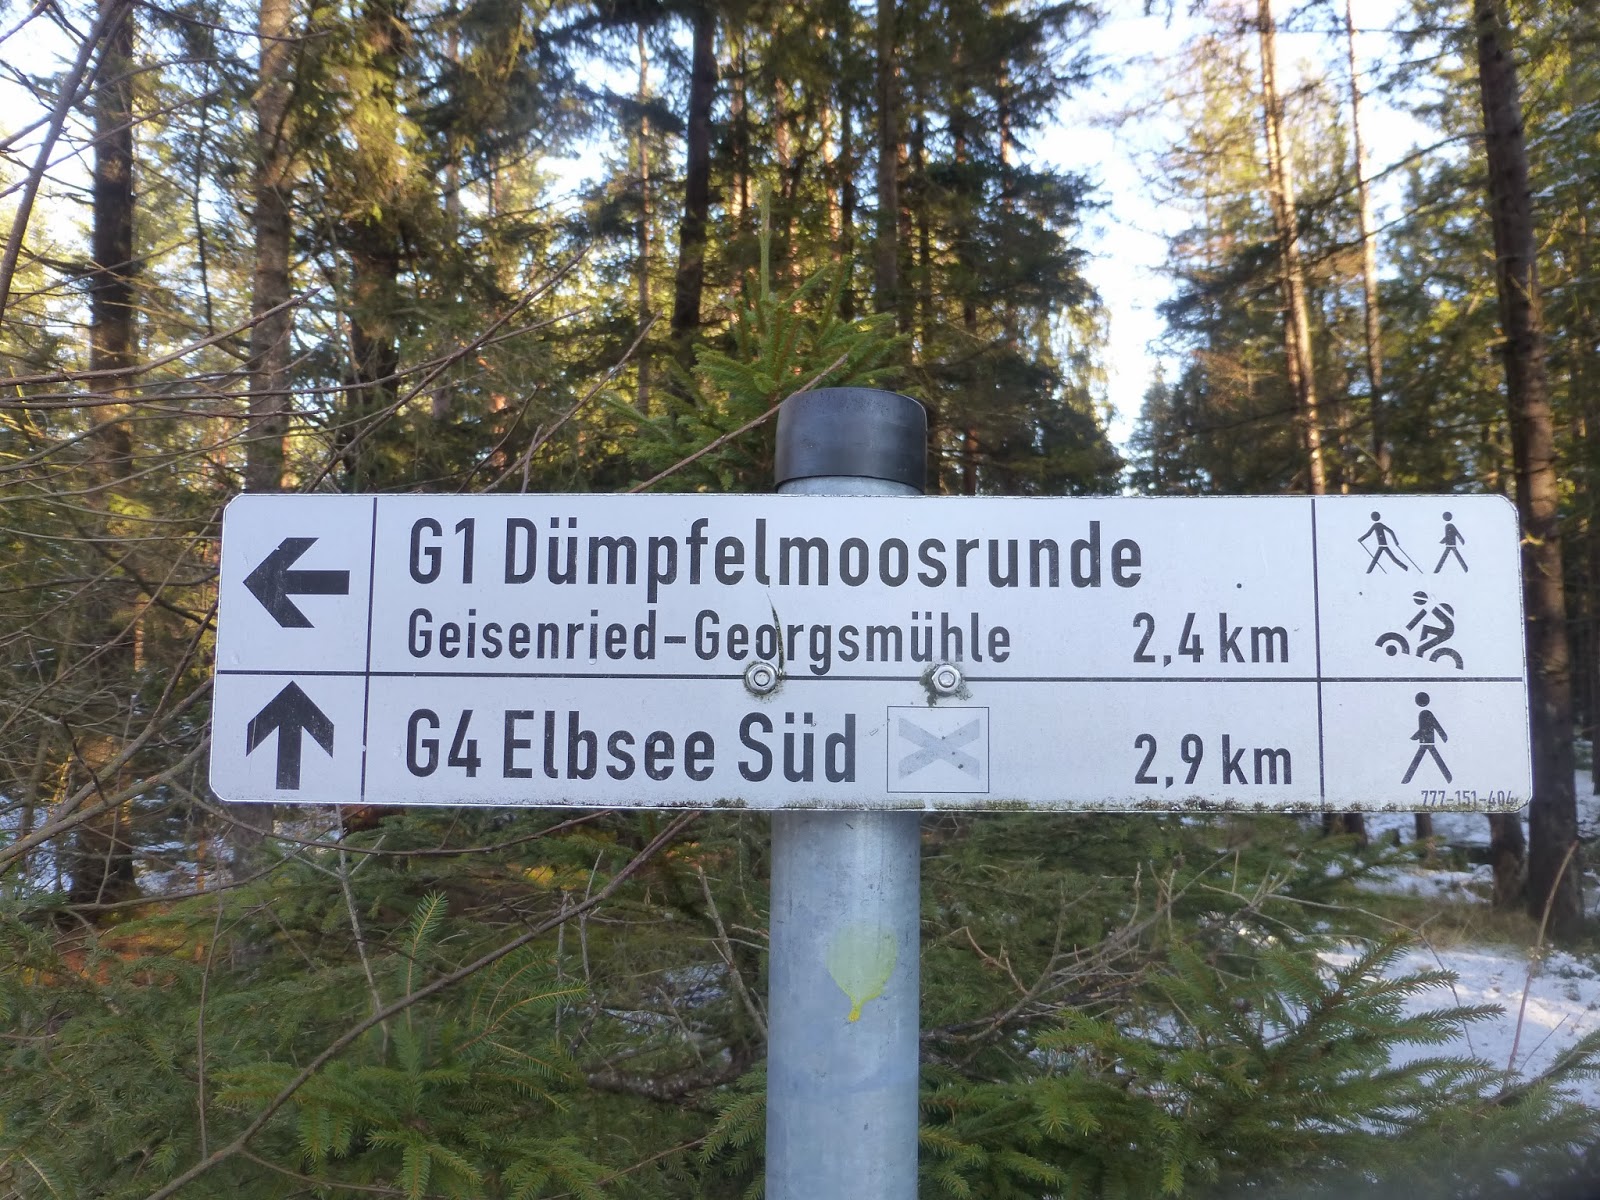 G1 Dümpfelmoosrunde
Geisenried-Georgsmühle 2,4 km
G4 Elbsee Süd 2,9 km
777-151-404